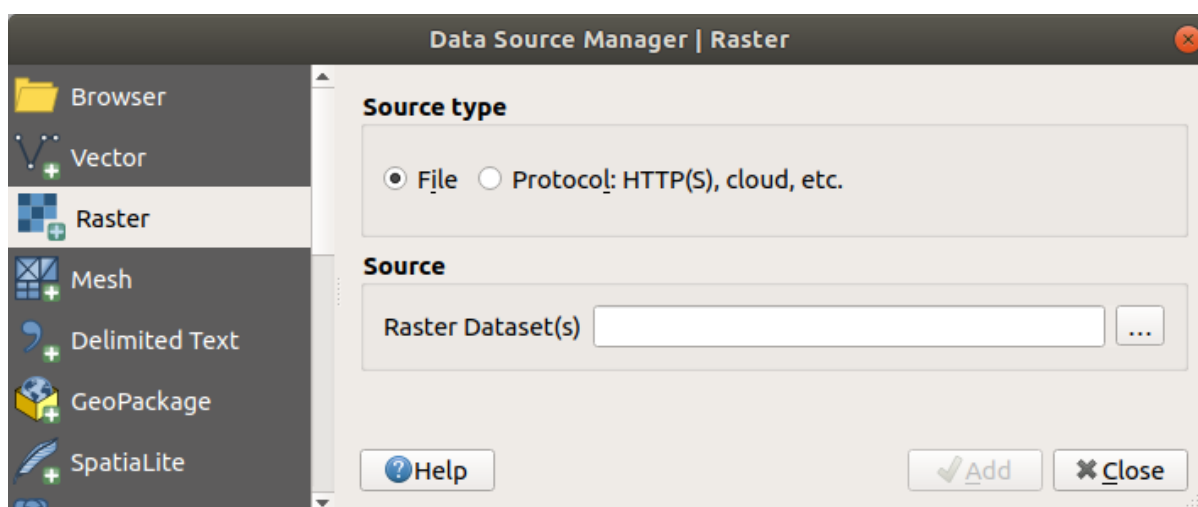 Data Source Manager | Raster
Browser
Vector
Raster
Mesh
Delimited Text
GeoPackage
SpatiaLite
Source type
File
Protocol: HTTP(S), cloud, etc.
Source
Raster Dataset(s)
...
Help
Add
Close